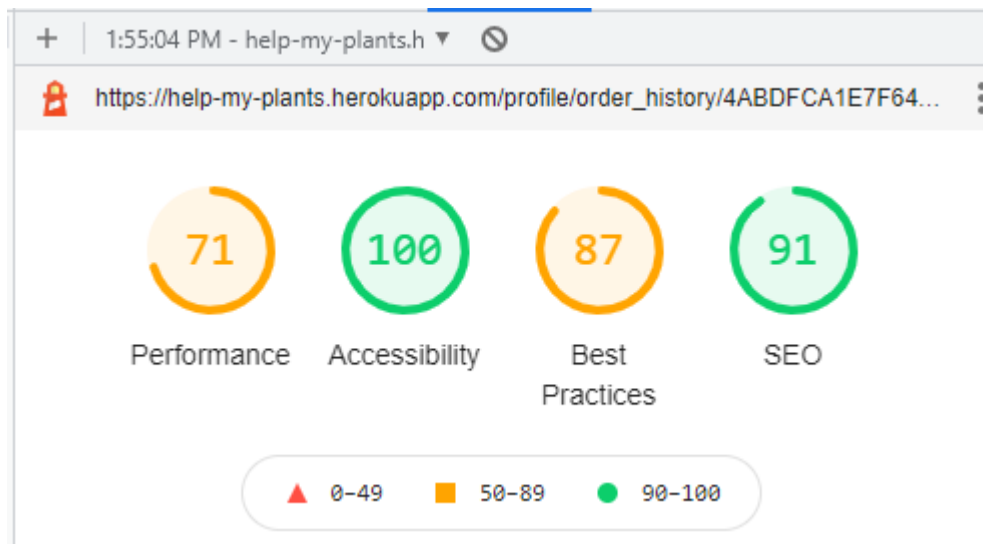 1:55:04 PM - help-my-plants.h
https://help-my-plants.herokuapp.com/profile/order_history/4ABDFCA1E7F64...
71 100 87 91
Performance Accessibility Best SEO
Practices
0–49 50–89 90–100